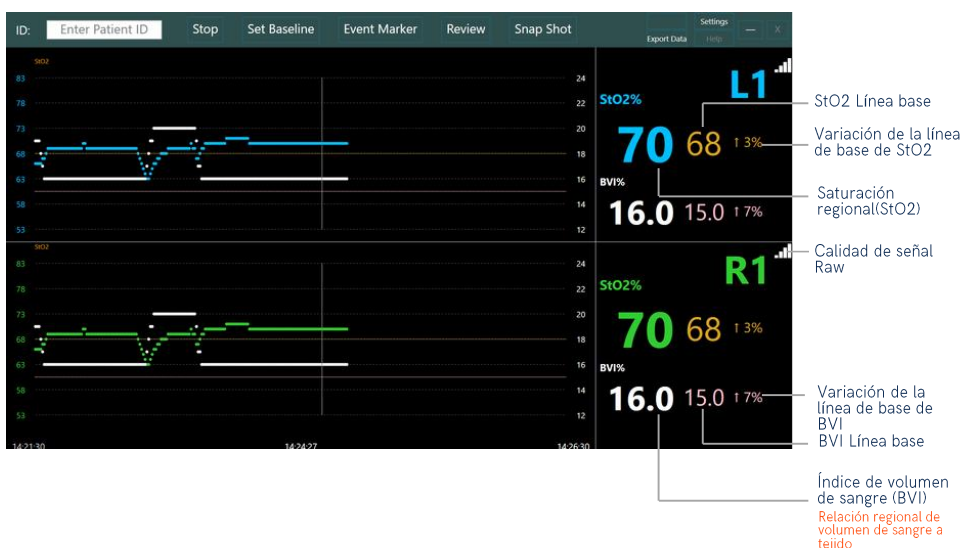 ID: Enter Patient ID Stop Set Baseline Event Marker Review Snap Shot Settings
Export Data Help — X
StO2
83
78
73
68
63
58
53
24
22
20
18
16
14
12
L1
StO2%
70 68 ↑ 3%
BVI%
16.0 15.0 ↑ 7%
StO2
83
78
73
68
63
58
53
24
22
20
18
16
14
12
R1
StO2%
70 68 ↑ 3%
BVI%
16.0 15.0 ↑ 7%
14:21:30 14:24:27 14:26:30
StO2 Línea base
Variación de la línea
de base de StO2
Saturación
regional(StO2)
Calidad de señal
Raw
Variación de la
línea de base de
BVI
BVI Línea base
Índice de volumen
de sangre (BVI)
Relación regional de
volumen de sangre a
tejido